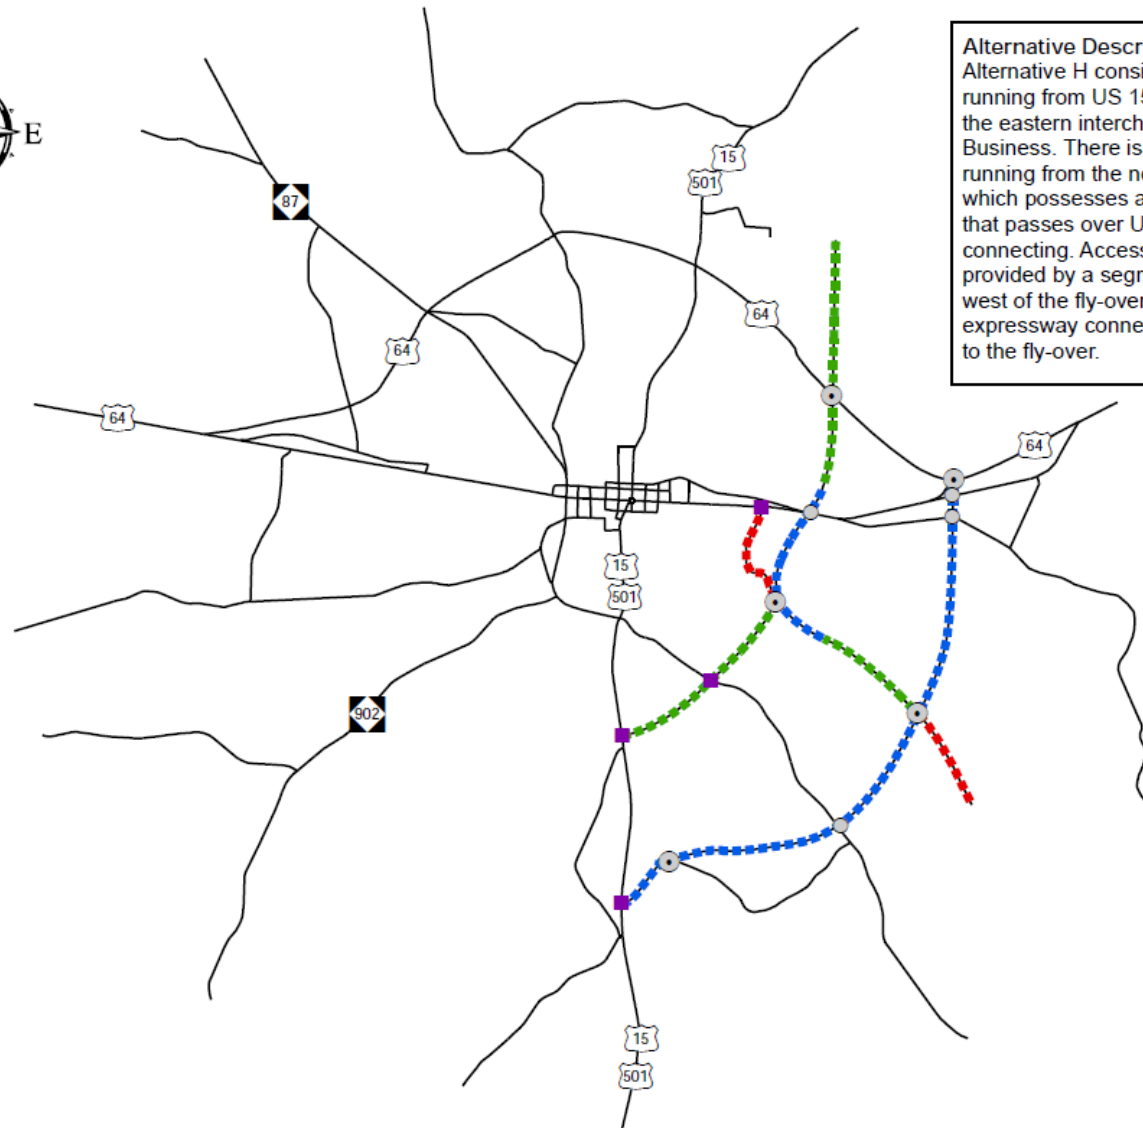 E
Alternative Descr
Alternative H consi
running from US 15
the eastern interch
Business. There is
running from the no
which possesses a
that passes over U
connecting. Access
provided by a segr
west of the fly-over
expressway conne
to the fly-over.
15
501
87
64
64
64
64
15
501
902
15
501